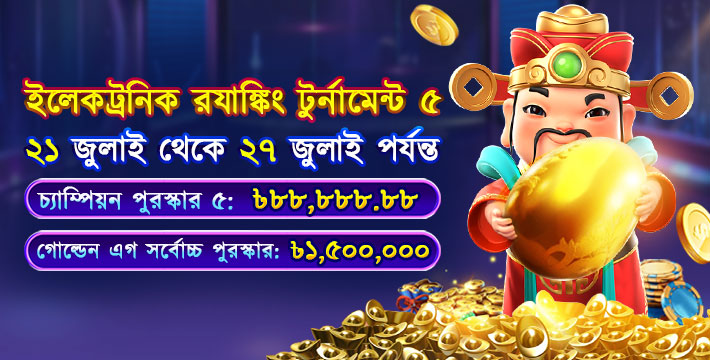 ইলেকট্রনিক র‍্যাঙ্কিং টুর্নামেন্ট ৫
২১ জুলাই থেকে ২৭ জুলাই পর্যন্ত
চ্যাম্পিয়ন পুরস্কার ৫: ৳৮৮,৮৮৮.৮৮
গোল্ডেন এগ সর্বোচ্চ পুরস্কার: ৳১,৫০০,০০০